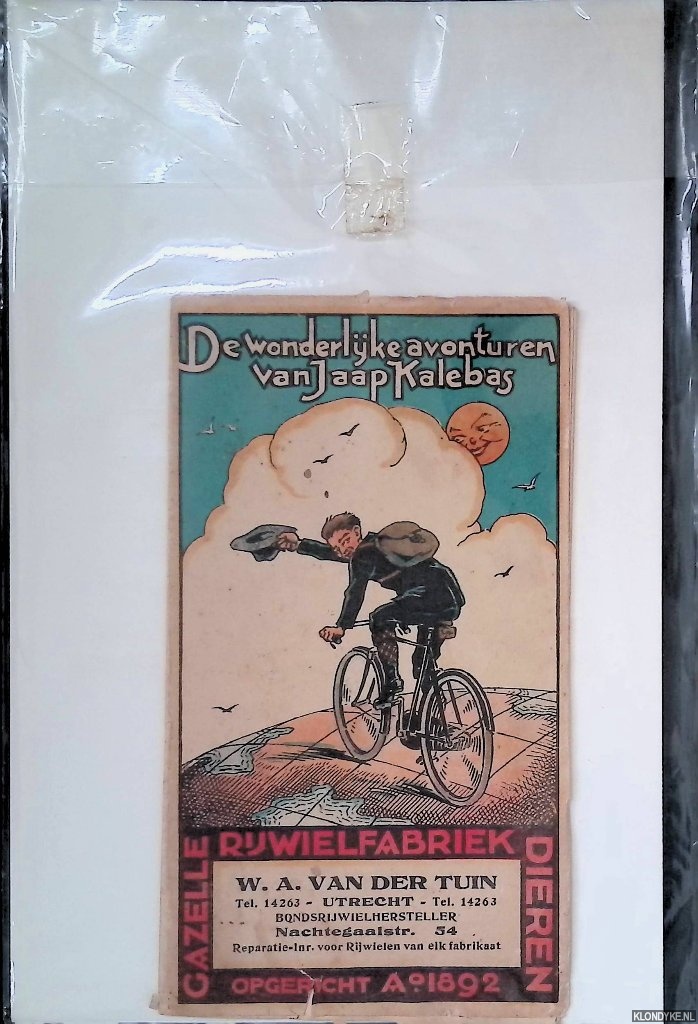 De wonderlijke avonturen
van Jaap Kalebas
GAZELLE
RIJWIELFABRIEK
DIEREN
W. A. VAN DER TUIN
Tel. 14263 - UTRECHT - Tel. 14263
BONDSRIJWIELHERSTELLER
Nachtegaalstr. 54
Reparatie-Inr. voor Rijwielen van elk fabrikaat
OPGERICHT Ao 1892
KLONDYKE.NL